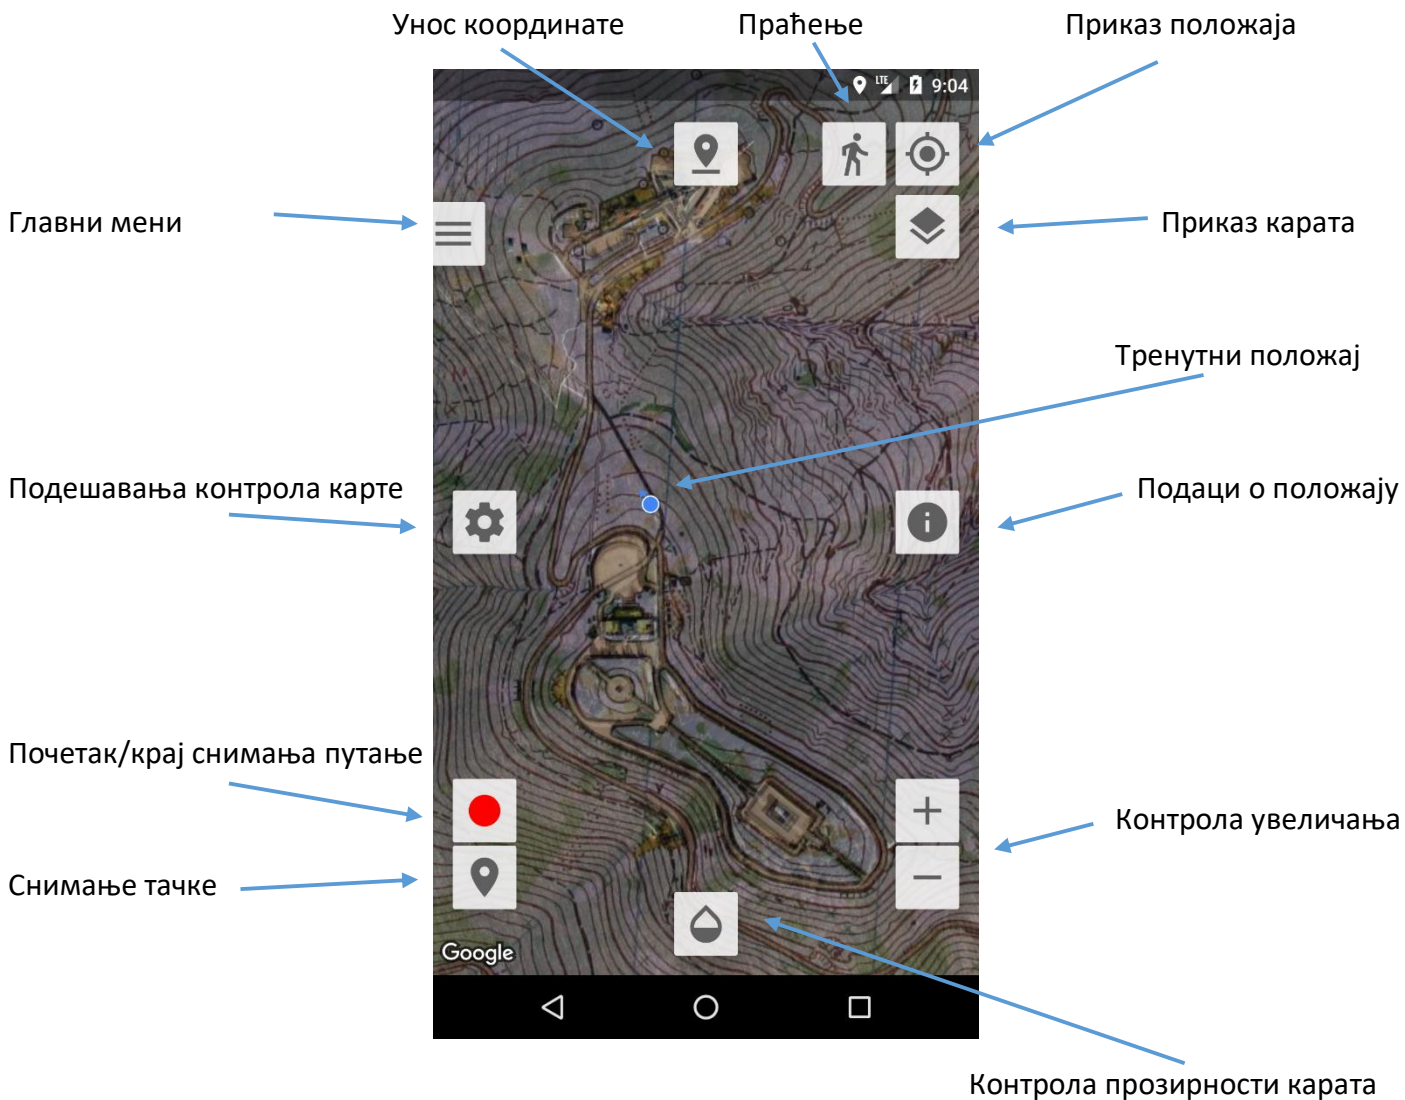 Унос координате
Праћење
Приказ положаја
LTE
9:04
Главни мени
Приказ карата
Тренутни положај
Подешавања контрола карте
Подаци о положају
Почетак/крај снимања путање
Контрола увеличања
Снимање тачке
Google
Контрола прозирности карата